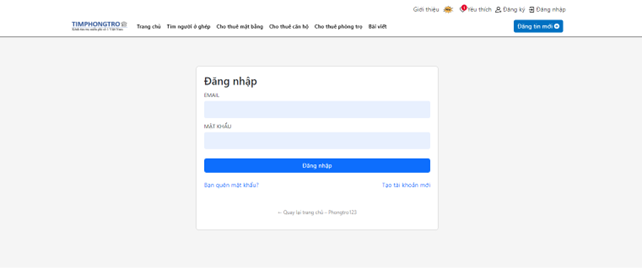 Giới thiệu Yêu thích Đăng ký Đăng nhập
TIMPHONGTRO Trang chủ Tìm người ở ghép Cho thuê mặt bằng Cho thuê căn hộ Cho thuê phòng trọ Bài viết Đăng tin mới
Đăng nhập
EMAIL
MẬT KHẨU
Đăng nhập
Bạn quên mật khẩu? Tạo tài khoản mới
← Quay lại trang chủ - Phongtro123